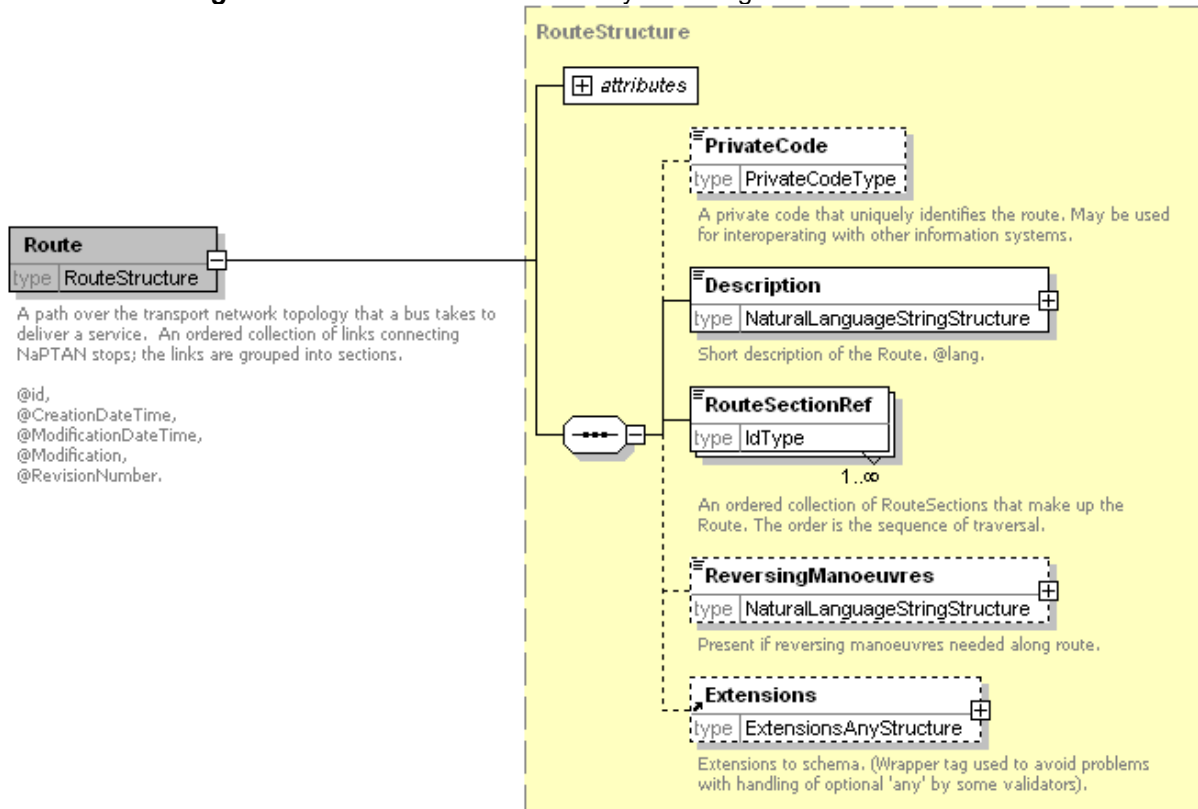 RouteStructure
attributes
PrivateCode
type PrivateCodeType
A private code that uniquely identifies the route. May be used
for interoperating with other information systems.
Route
type RouteStructure
A path over the transport network topology that a bus takes to
deliver a service.  An ordered collection of links connecting
NaPTAN stops; the links are grouped into sections.
@id,
@CreationDateTime,
@ModificationDateTime,
@Modification,
@RevisionNumber.
Description
type NaturalLanguageStringStructure
Short description of the Route. @lang.
RouteSectionRef
type IdType
1..∞
An ordered collection of RouteSections that make up the
Route. The order is the sequence of traversal.
ReversingManoeuvres
type NaturalLanguageStringStructure
Present if reversing manoeuvres needed along route.
Extensions
type ExtensionsAnyStructure
Extensions to schema. (Wrapper tag used to avoid problems
with handling of optional 'any' by some validators).